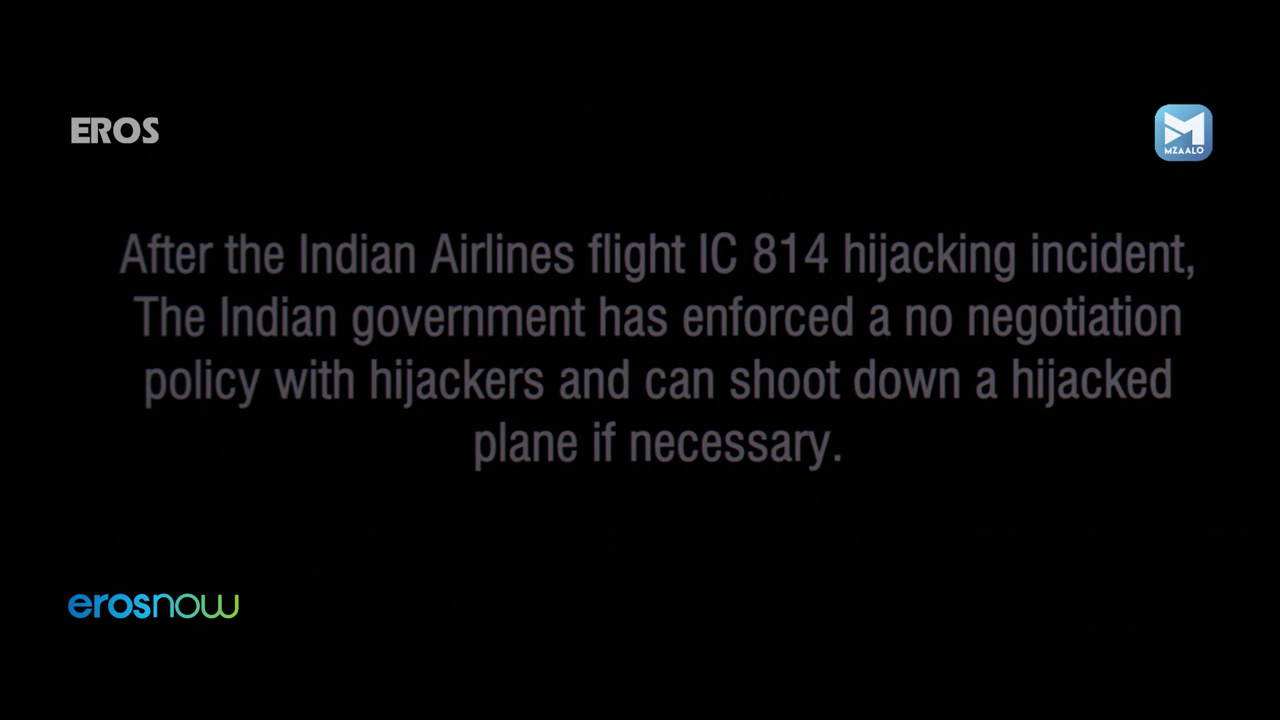 EROS
MZAALO
After the Indian Airlines flight IC 814 hijacking incident,
The Indian government has enforced a no negotiation
policy with hijackers and can shoot down a hijacked
plane if necessary.
erosnow